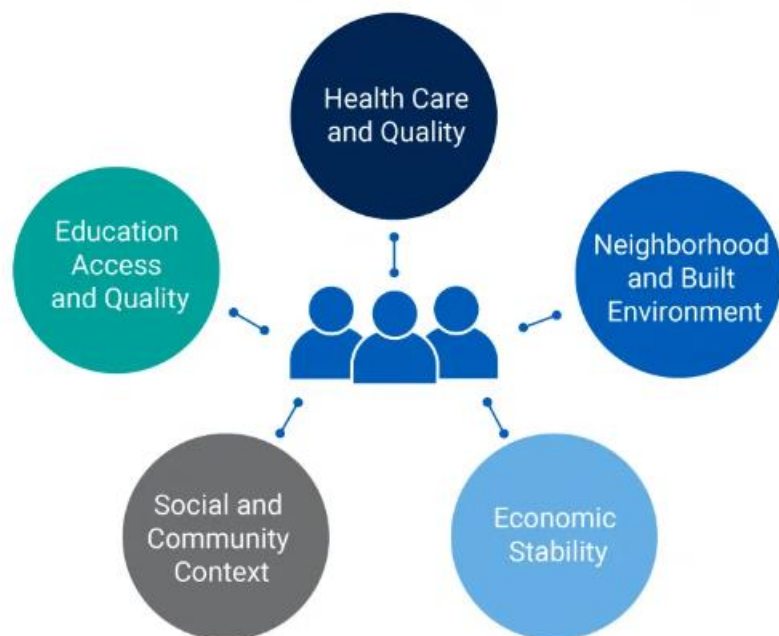 Health Care
and Quality
Education
Access
and Quality
Neighborhood
and Built
Environment
Social and
Community
Context
Economic
Stability